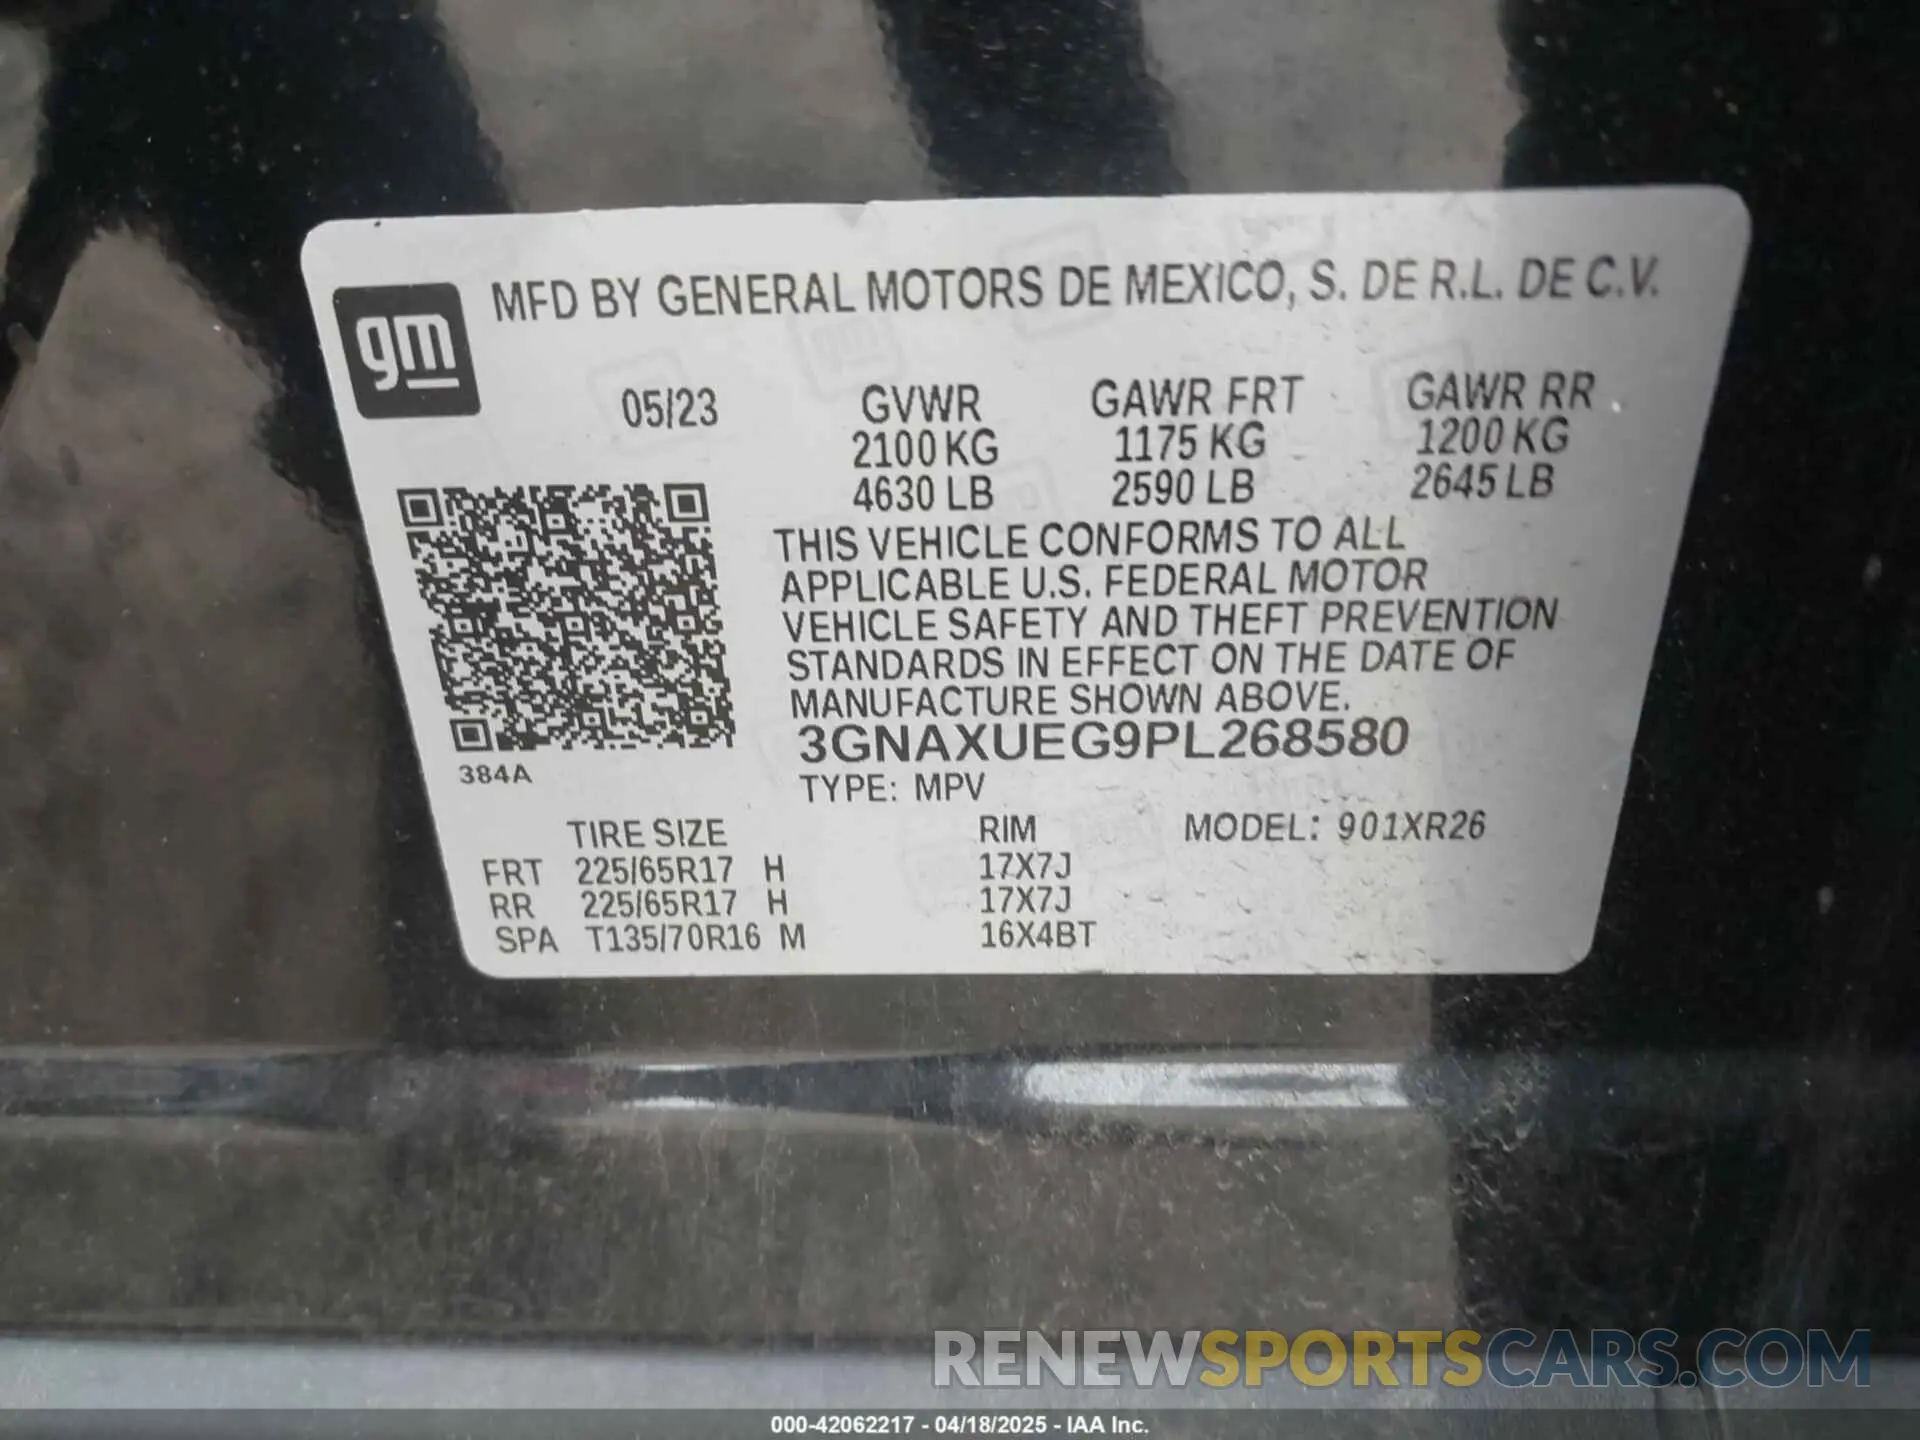 gm
MFD BY GENERAL MOTORS DE MEXICO, S. DE R.L. DE C.V.
05/23 GVWR GAWR FRT GAWR RR
2100 KG 1175 KG 1200 KG
4630 LB 2590 LB 2645 LB
THIS VEHICLE CONFORMS TO ALL
APPLICABLE U.S. FEDERAL MOTOR
VEHICLE SAFETY AND THEFT PREVENTION
STANDARDS IN EFFECT ON THE DATE OF
MANUFACTURE SHOWN ABOVE.
3GNAXUEG9PL268580
384A
TYPE: MPV
TIRE SIZE RIM MODEL: 901XR26
FRT 225/65R17 H 17X7J
RR 225/65R17 H 17X7J
SPA T135/70R16 M 16X4BT
RENEWSPORTSCARS.COM
000-42062217 - 04/18/2025 - IAA Inc.